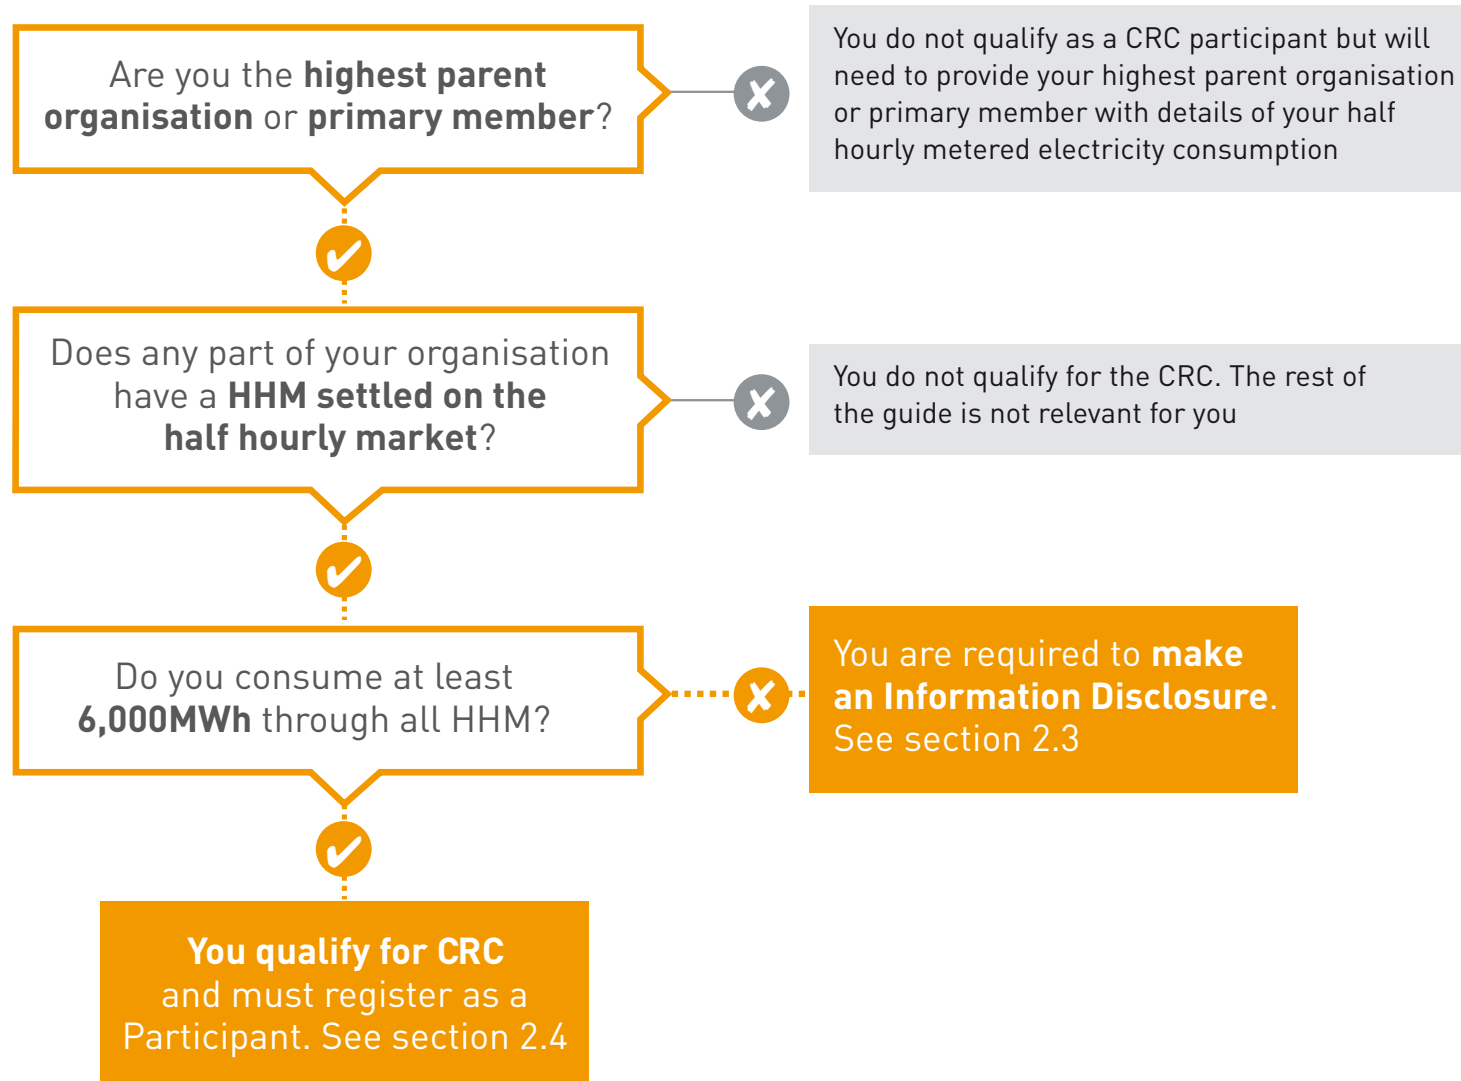 Are you the highest parent
organisation or primary member?
You do not qualify as a CRC participant but will
need to provide your highest parent organisation
or primary member with details of your half
hourly metered electricity consumption
Does any part of your organisation
have a HHM settled on the
half hourly market?
You do not qualify for the CRC. The rest of
the guide is not relevant for you
Do you consume at least
6,000MWh through all HHM?
You are required to make
an Information Disclosure.
See section 2.3
You qualify for CRC
and must register as a
Participant. See section 2.4